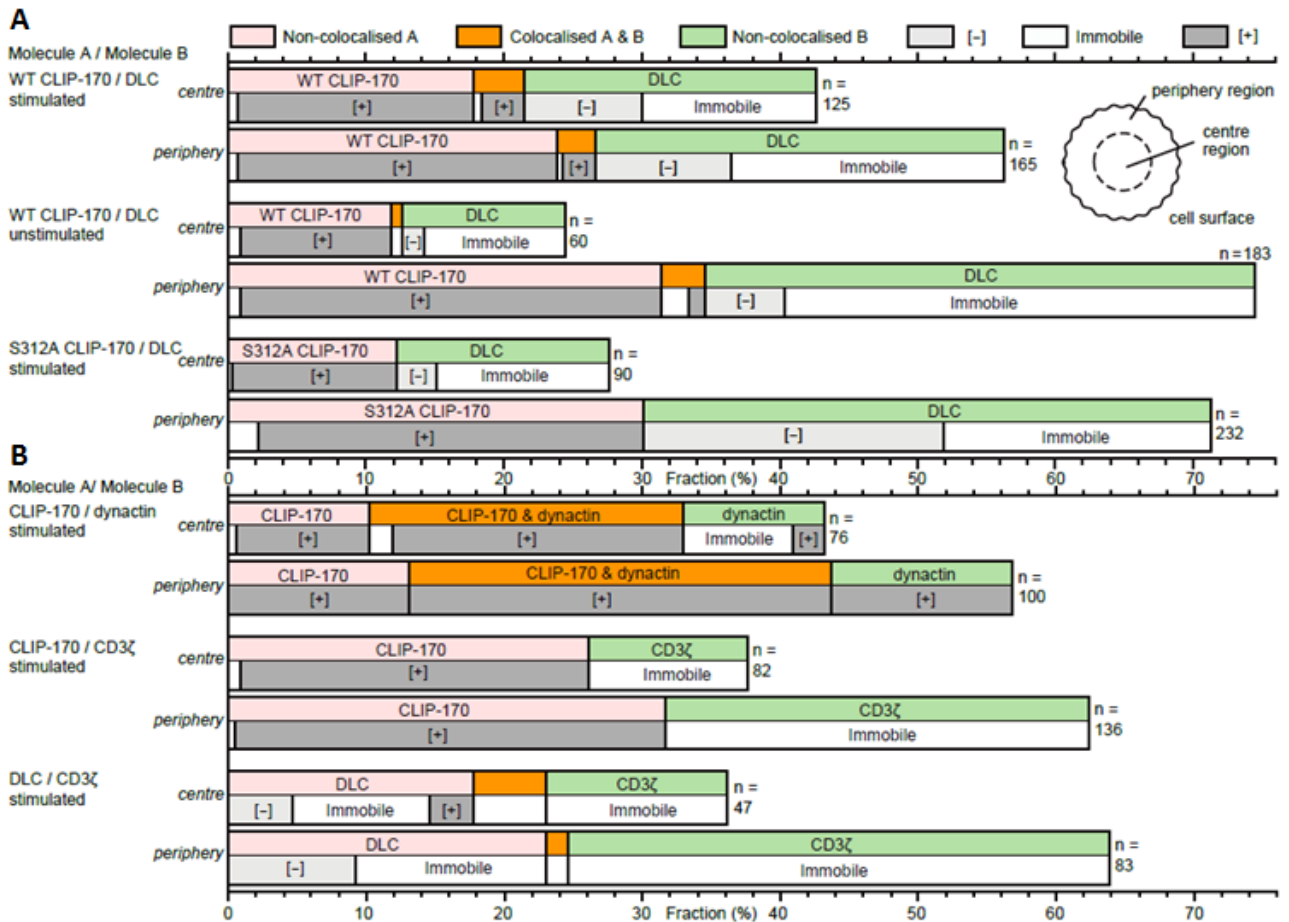 A
Non-colocalised A Colocalised A & B Non-colocalised B [–] Immobile [+]
Molecule A / Molecule B
WT CLIP-170 / DLC
stimulated
centre
WT CLIP-170 DLC
[+] [+] [–] Immobile
n =
125
periphery
WT CLIP-170 DLC
[+] [+] [–] Immobile
n =
165
periphery region
centre
region
cell surface
WT CLIP-170 / DLC
unstimulated
centre
WT CLIP-170 DLC
[+] [–] Immobile
n =
60
periphery
WT CLIP-170 DLC
[+] [–] Immobile
n =183
S312A CLIP-170 / DLC
stimulated
centre
S312A CLIP-170 DLC
[+] [–] Immobile
n =
90
periphery
S312A CLIP-170 DLC
[+] [–] Immobile
n =
232
0 10 20 30 Fraction (%) 40 50 60 70
B
Molecule A/ Molecule B
CLIP-170 / dynactin
stimulated
centre
CLIP-170 CLIP-170 & dynactin dynactin
[+] [+] Immobile [+]
n =
76
periphery
CLIP-170 CLIP-170 & dynactin dynactin
[+] [+] [+]
n =
100
CLIP-170 / CD3ζ
stimulated
centre
CLIP-170 CD3ζ
[+] Immobile
n =
82
periphery
CLIP-170 CD3ζ
[+] Immobile
n =
136
DLC / CD3ζ
stimulated
centre
DLC CD3ζ
[–] Immobile [+] Immobile
n =
47
periphery
DLC CD3ζ
[–] Immobile Immobile
n =
83
0 10 20 30 Fraction (%) 40 50 60 70